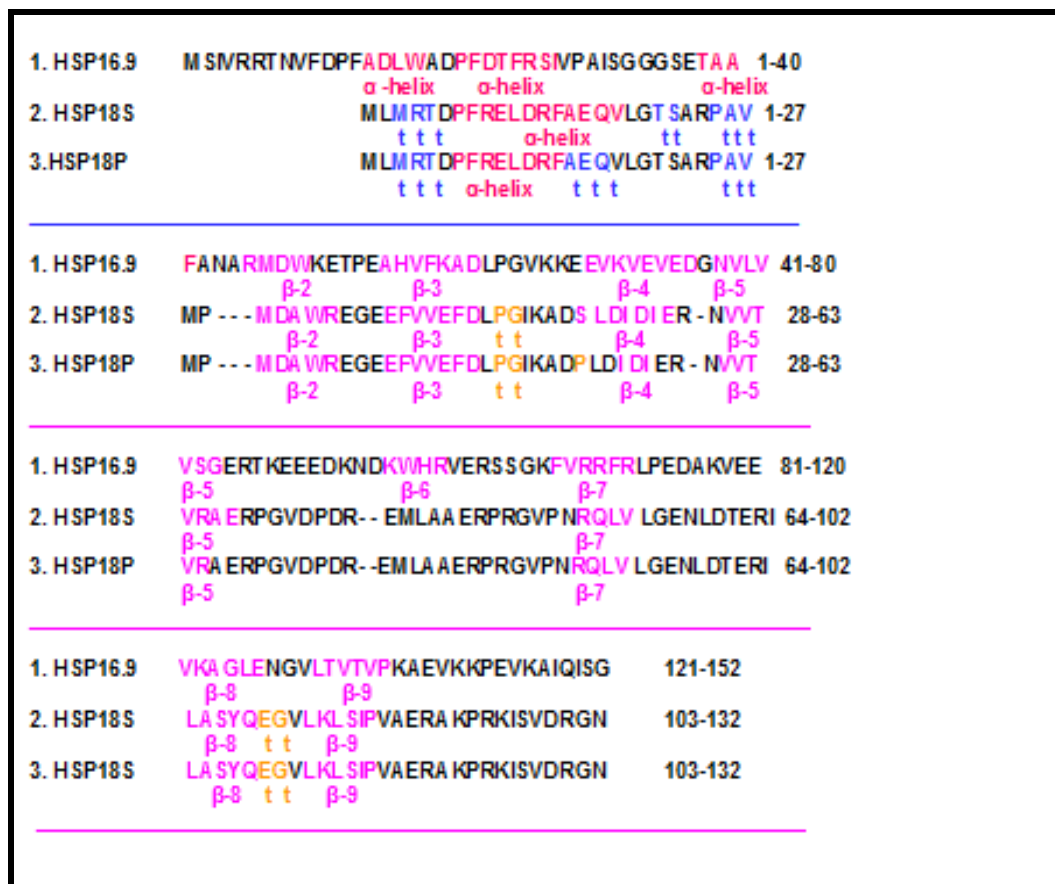 1. HSP16.9 MSIVRRTNVFDPFADLWADPFDTFRSIVPAISGGGSETAA 1-40
α-helix α-helix α-helix
2. HSP18S MLMRTDPFRELDRFAEQVLGTSARPAV 1-27
t t t α-helix t t t t t
3.HSP18P MLMRTDPFRELDRFAEQVLGTSARPAV 1-27
t t t α-helix t t t t t t
1. HSP16.9 FANARMDWKETPEAHVFKADLPGVKKEEVKVEVEDGNVLV 41-80
β-2 β-3 β-4 β-5
2. HSP18S MP---MDAWREGEEFVVEFDLPGIKADSLDIDIER-NVVT 28-63
β-2 β-3 t t β-4 β-5
3. HSP18P MP---MDAWREGEEFVVEFDLPGIKADPLDIDIER-NVVT 28-63
β-2 β-3 t t β-4 β-5
1. HSP16.9 VSGERTKEEEDKNDKWHRVERSSGKFVRRFRLPEDAKVEE 81-120
β-5 β-6 β-7
2. HSP18S VRAERPGVDPDR--EMLAAERPRGVPNRQLVLGENLDTERI 64-102
β-5 β-7
3. HSP18P VRAERPGVDPDR--EMLAAERPRGVPNRQLVLGENLDTERI 64-102
β-5 β-7
1. HSP16.9 VKAGLENGVLTVTVPKAEVKKPEVKAIQISG 121-152
β-8 β-9
2. HSP18S LASYQEGVLKLSIPVAERAKPRKISVDRGN 103-132
β-8 t t β-9
3. HSP18S LASYQEGVLKLSIPVAERAKPRKISVDRGN 103-132
β-8 t t β-9